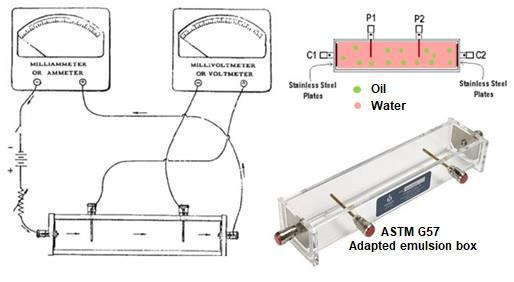 MILLIAMMETER
OR AMMETER
MILLIVOLTMETER
OR VOLTMETER
P1
P2
C1
C2
Stainless Steel
Plates
Stainless Steel
Plates
Oil
Water
ASTM G57
Adapted emulsion box